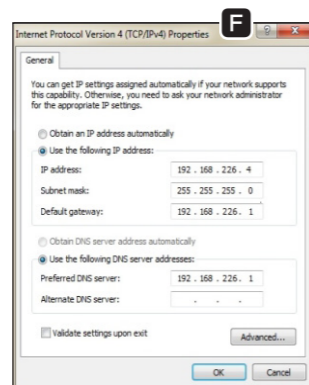 Internet Protocol Version 4 (TCP/IPv4) Properties
F
General
You can get IP settings assigned automatically if your network supports
this capability. Otherwise, you need to ask your network administrator
for the appropriate IP settings.
Obtain an IP address automatically
Use the following IP address:
IP address: 192 . 168 . 226 . 4
Subnet mask: 255 . 255 . 255 . 0
Default gateway: 192 . 168 . 226 . 1
Obtain DNS server address automatically
Use the following DNS server addresses:
Preferred DNS server: 192 . 168 . 226 . 1
Alternate DNS server: . . .
Validate settings upon exit
Advanced...
OK Cancel